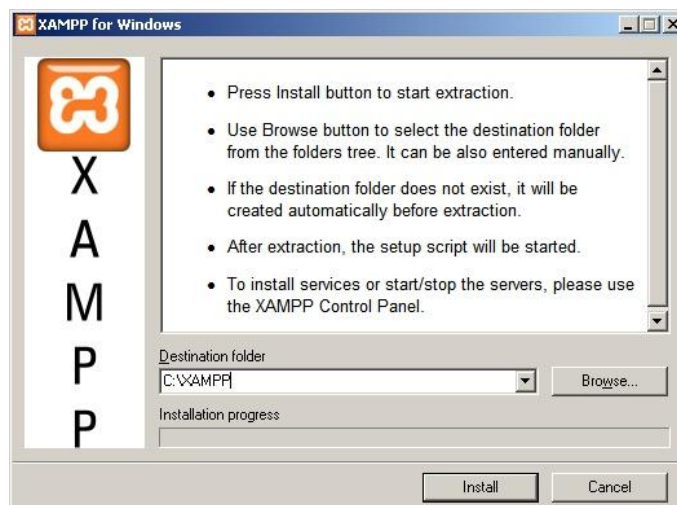 XAMPP for Windows
X
A
M
P
P
• Press Install button to start extraction.
• Use Browse button to select the destination folder
from the folders tree. It can be also entered manually.
• If the destination folder does not exist, it will be
created automatically before extraction.
• After extraction, the setup script will be started.
• To install services or start/stop the servers, please use
the XAMPP Control Panel.
Destination folder
C:\XAMPP
Browse...
Installation progress
Install
Cancel